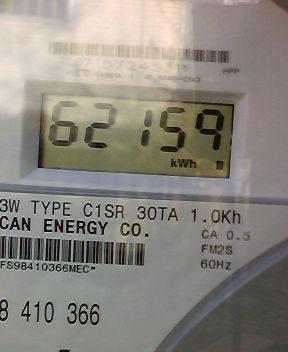 HPP
62159
kWh
3W TYPE C1SR 30TA 1.0Kh
CAN ENERGY CO. CA 0.5
FM2S
FS98410366MEC* 60Hz
8 410 366